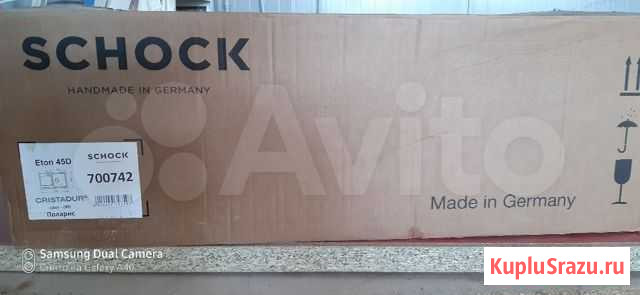 SCHOCK
HANDMADE IN GERMANY
Eton 45D
SCHOCK
700742
CRISTADUR®
Поларис
Avito
Made in Germany
Samsung Dual Camera
KupluSrazu.ru